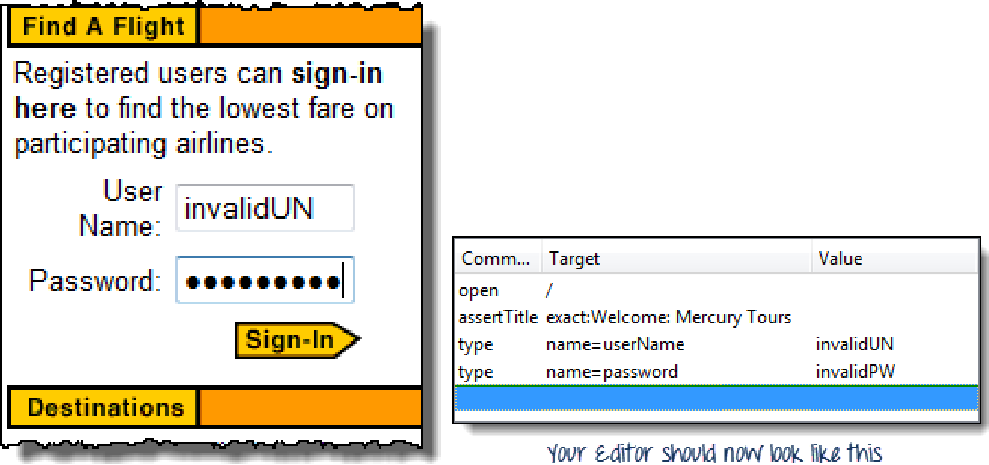 Find A Flight
Registered users can sign-in
here to find the lowest fare on
participating airlines.
User
Name: invalidUN
Password: ●●●●●●●●●
Sign-In
Destinations
Comm... Target Value
open /
assertTitle exact:Welcome: Mercury Tours
type name=userName invalidUN
type name=password invalidPW
Your Editor should now look like this